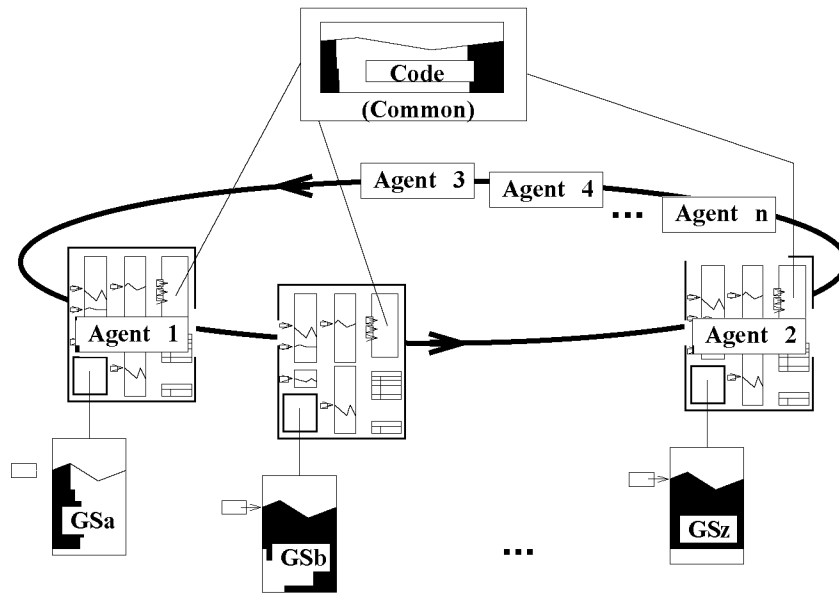 Code
(Common)
Agent 3
Agent 4
...
Agent n
Agent 1
Agent 2
GSa
GSb
...
GSz